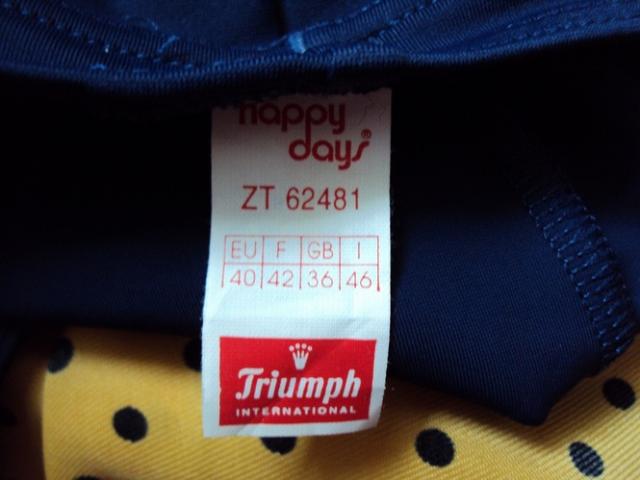 happy
days®
ZT 62481
EU F GB I
40 42 36 46
Triumph
INTERNATIONAL